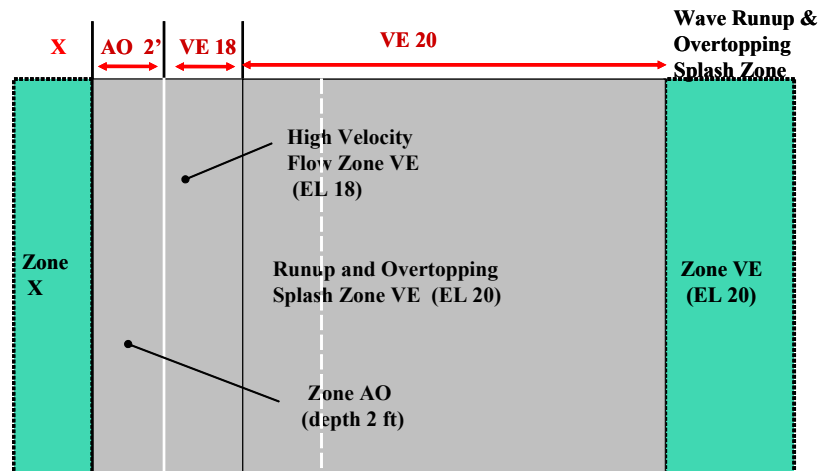 Wave Runup &
Overtopping
Splash Zone
X
AO 2’
VE 18
VE 20
High Velocity
Flow Zone VE
(EL 18)
Zone
X
Runup and Overtopping
Splash Zone VE (EL 20)
Zone VE
(EL 20)
Zone AO
(depth 2 ft)